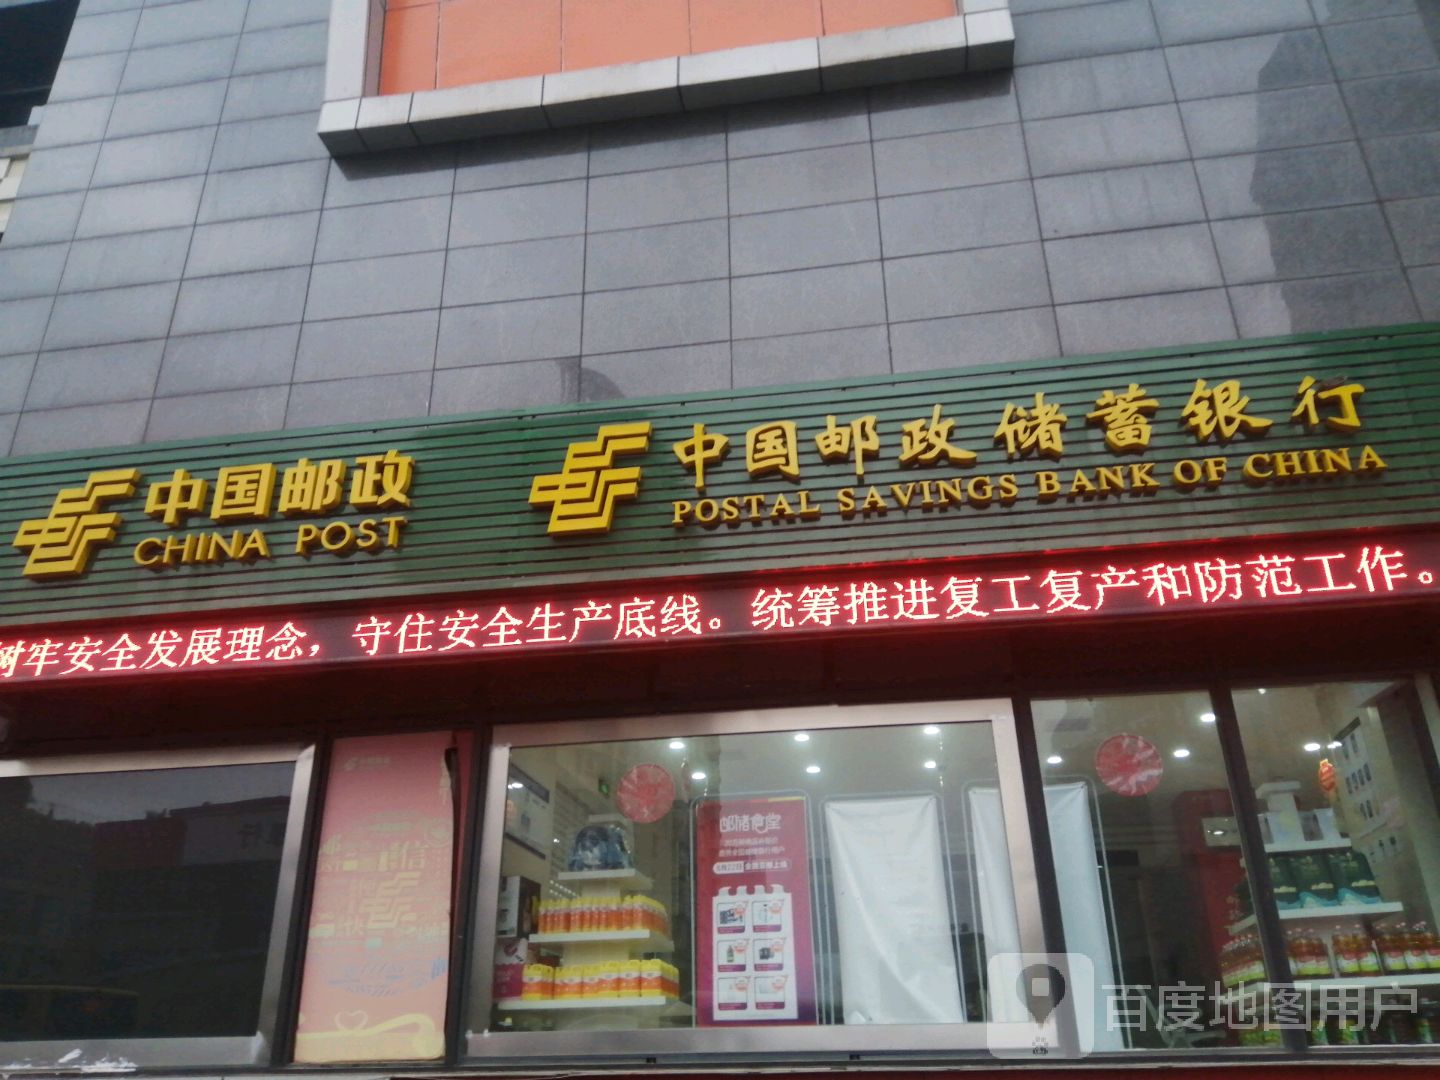 中国邮政
CHINA POST
中国邮政储蓄银行
POSTAL SAVINGS BANK OF CHINA
树牢安全发展理念，守住安全生产底线。统筹推进复工复产和防范工作。
邮储食堂
百度地图用户